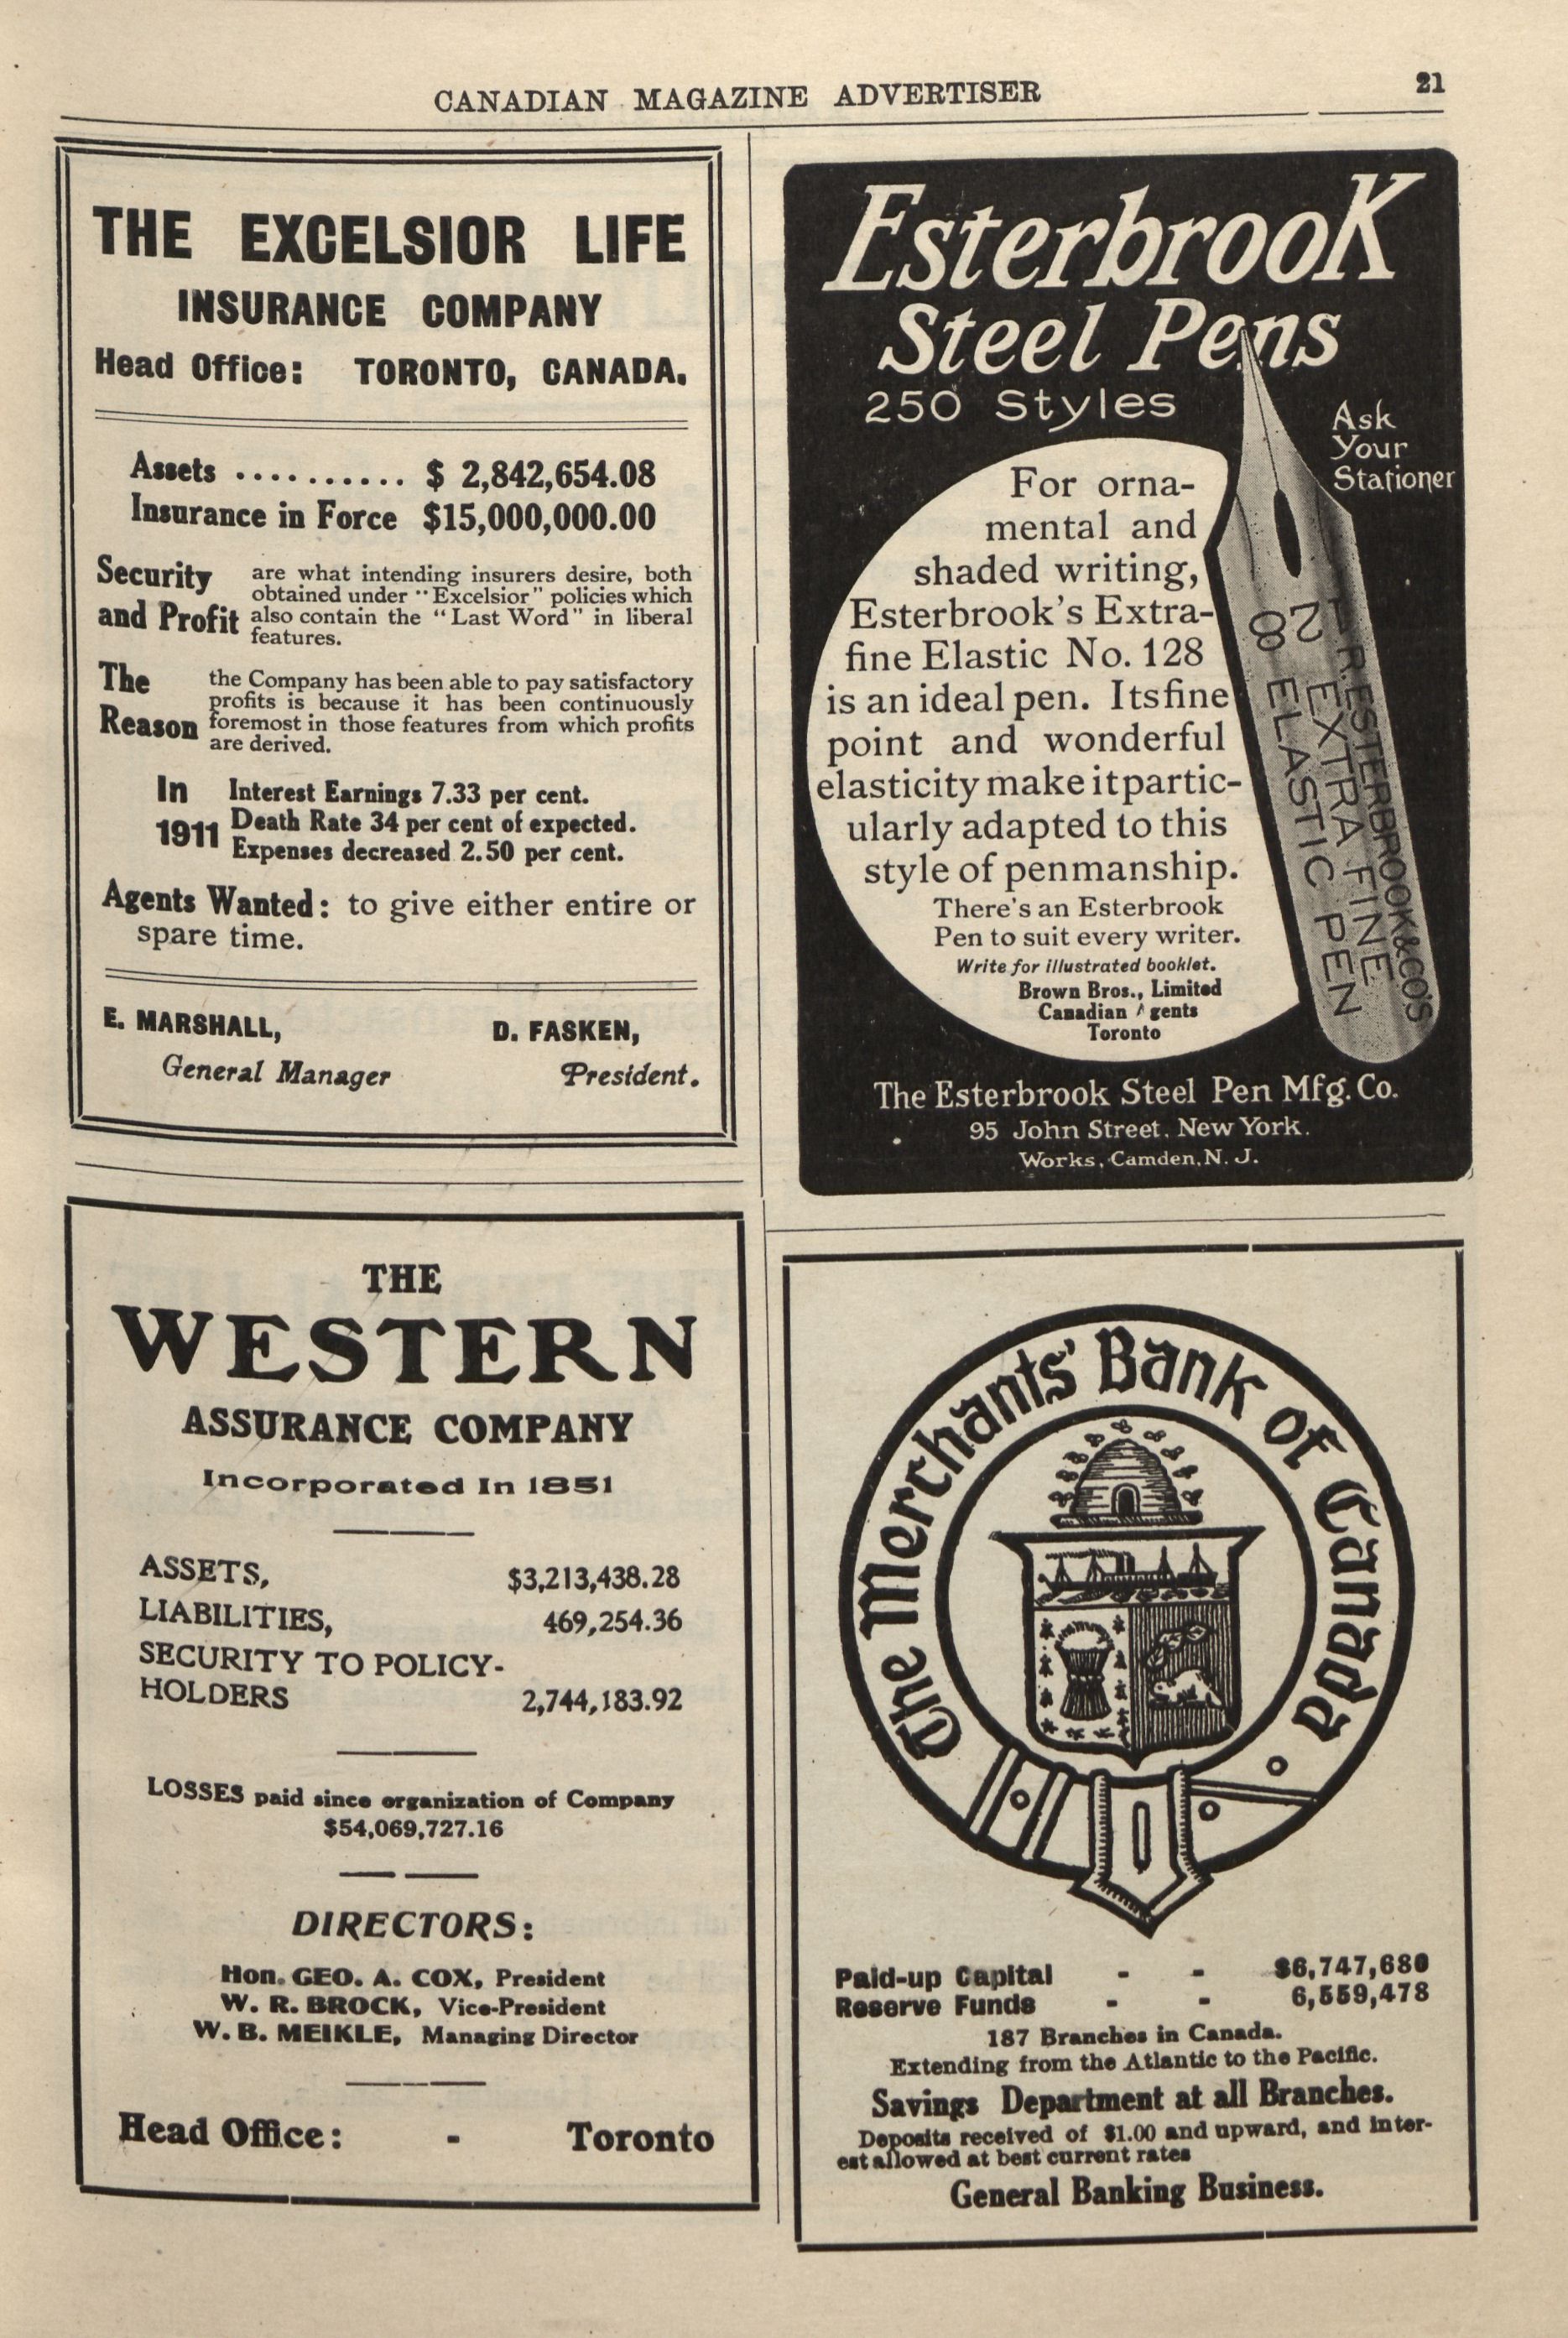 CANADIAN MAGAZINE ADVERTISER
21
THE EXCELSIOR LIFE
INSURANCE COMPANY
Head Office: TORONTO, CANADA.
Assets .......... $ 2,842,654.08
Insurance in Force $15,000,000.00
Security and Profit
are what intending insurers desire, both
obtained under "Excelsior" policies which
also contain the "Last Word" in liberal
features.
The Reason
the Company has been able to pay satisfactory
profits is because it has been continuously
foremost in those features from which profits
are derived.
In 1911
Interest Earnings 7.33 per cent.
Death Rate 34 per cent of expected.
Expenses decreased 2.50 per cent.
Agents Wanted: to give either entire or
spare time.
E. MARSHALL,
General Manager
D. FASKEN,
President.
Esterbrook
Steel Pens
250 Styles
Ask
Your
Stationer
For orna-
mental and
shaded writing,
Esterbrook's Extra-
fine Elastic No. 128
is an ideal pen. Its fine
point and wonderful
elasticity make it partic-
ularly adapted to this
style of penmanship.
There's an Esterbrook
Pen to suit every writer.
Write for illustrated booklet.
Brown Bros., Limited
Canadian Agents
Toronto
R. ESTERBROOK & CO'S
128 EXTRA FINE
ELASTIC PEN
The Esterbrook Steel Pen Mfg. Co.
95 John Street, New York.
Works, Camden, N. J.
THE
WESTERN
ASSURANCE COMPANY
Incorporated In 1851
ASSETS, $3,213,438.28
LIABILITIES, 469,254.36
SECURITY TO POLICY-
HOLDERS 2,744,183.92
LOSSES paid since organization of Company
$54,069,727.16
DIRECTORS:
Hon. GEO. A. COX, President
W. R. BROCK, Vice-President
W. B. MEIKLE, Managing Director
Head Office: - Toronto
The Merchants' Bank of Canada
Paid-up Capital - - $6,747,680
Reserve Funds - - 6,559,478
187 Branches in Canada.
Extending from the Atlantic to the Pacific.
Savings Department at all Branches.
Deposits received of $1.00 and upward, and inter-
est allowed at best current rates
General Banking Business.